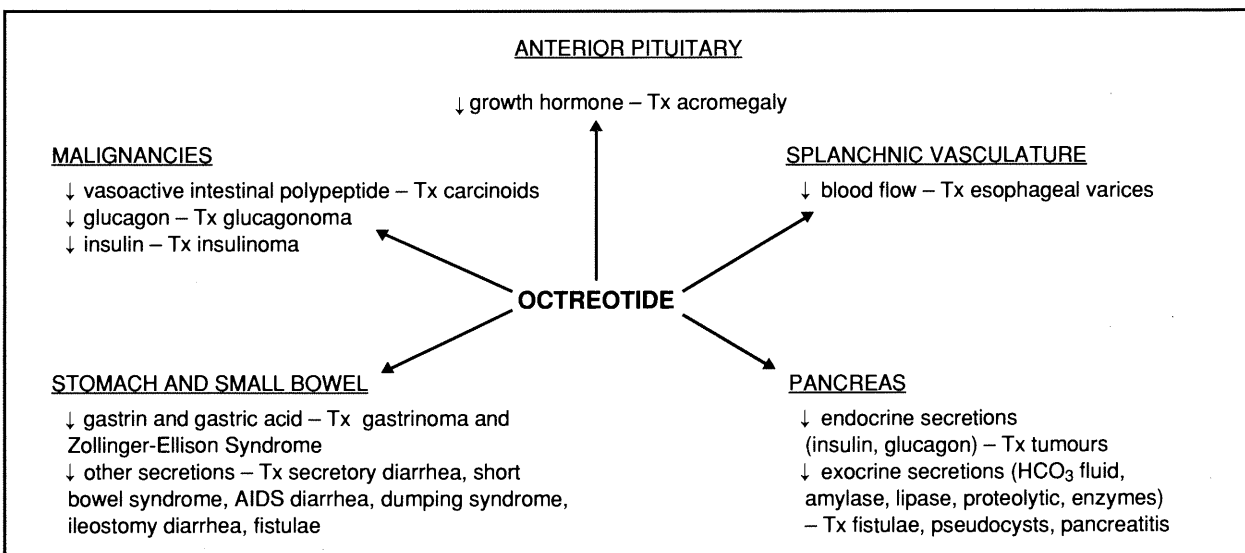 ANTERIOR PITUITARY
↓ growth hormone – Tx acromegaly
MALIGNANCIES
↓ vasoactive intestinal polypeptide – Tx carcinoids
↓ glucagon – Tx glucagonoma
↓ insulin – Tx insulinoma
SPLANCHNIC VASCULATURE
↓ blood flow – Tx esophageal varices
OCTREOTIDE
STOMACH AND SMALL BOWEL
↓ gastrin and gastric acid – Tx gastrinoma and
Zollinger-Ellison Syndrome
↓ other secretions – Tx secretory diarrhea, short
bowel syndrome, AIDS diarrhea, dumping syndrome,
ileostomy diarrhea, fistulae
PANCREAS
↓ endocrine secretions
(insulin, glucagon) – Tx tumours
↓ exocrine secretions (HCO₃ fluid,
amylase, lipase, proteolytic, enzymes)
– Tx fistulae, pseudocysts, pancreatitis